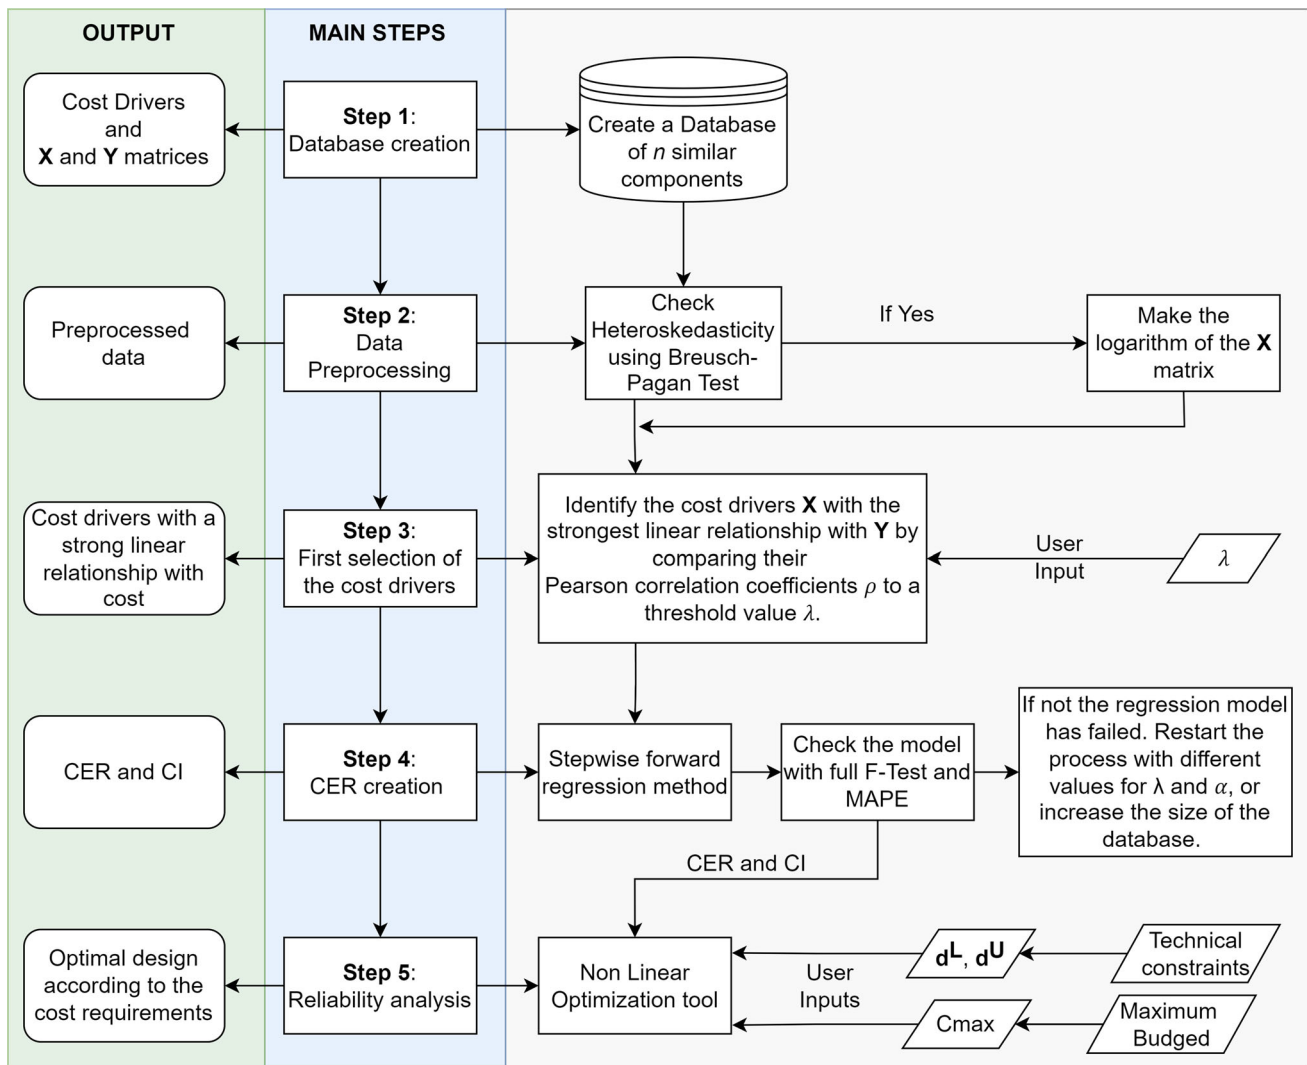 OUTPUT
MAIN STEPS
Cost Drivers
and
X and Y matrices
Step 1:
Database creation
Create a Database
of n similar
components
Preprocessed
data
Step 2:
Data
Preprocessing
Check
Heteroskedasticity
using Breusch-
Pagan Test
If Yes
Make the
logarithm of the X
matrix
Cost drivers with a
strong linear
relationship with
cost
Step 3:
First selection of
the cost drivers
Identify the cost drivers X with the
strongest linear relationship with Y by
comparing their
Pearson correlation coefficients ρ to a
threshold value λ.
User
Input
λ
CER and CI
Step 4:
CER creation
Stepwise forward
regression method
Check the model
with full F-Test and
MAPE
If not the regression model
has failed. Restart the
process with different
values for λ and α, or
increase the size of the
database.
CER and CI
Optimal design
according to the
cost requirements
Step 5:
Reliability analysis
Non Linear
Optimization tool
User
Inputs
dL, dU
Technical
constraints
Cmax
Maximum
Budged